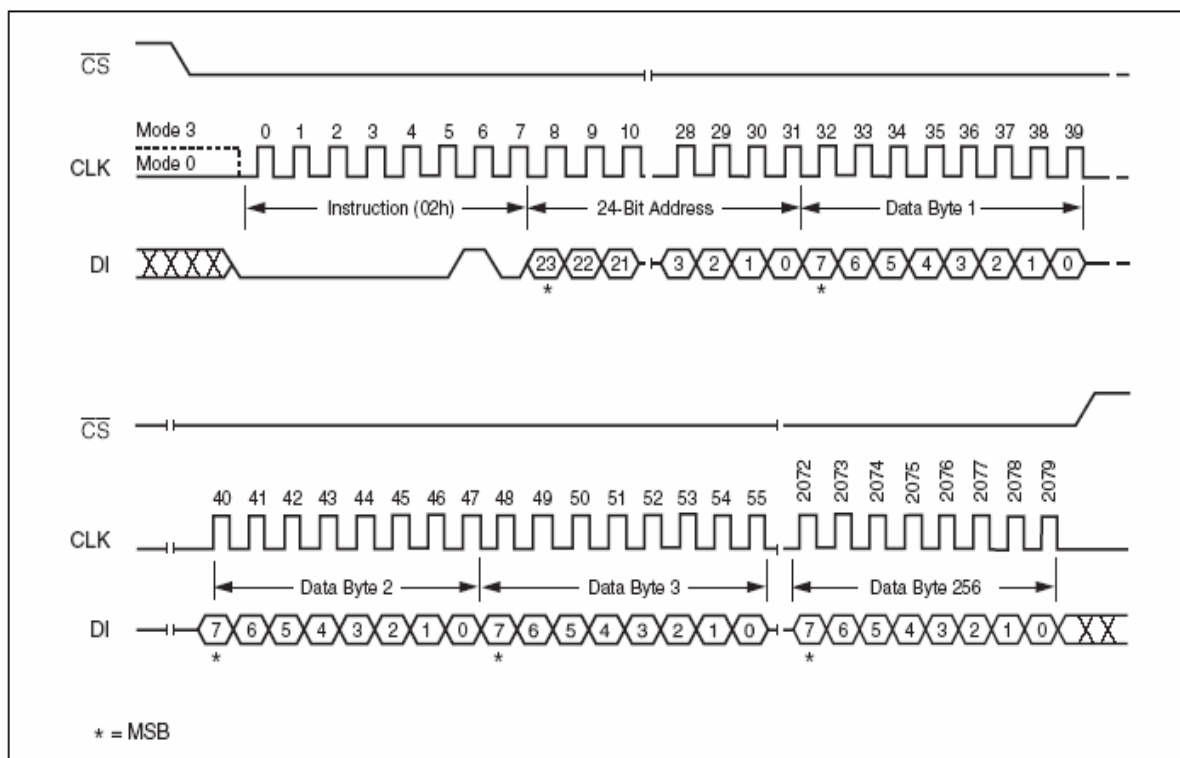 CS
Mode 3
Mode 0
CLK
0 1 2 3 4 5 6 7 8 9 10 28 29 30 31 32 33 34 35 36 37 38 39
Instruction (02h) 24-Bit Address Data Byte 1
DI
23 22 21 3 2 1 0 7 6 5 4 3 2 1 0
* *
CS
40 41 42 43 44 45 46 47 48 49 50 51 52 53 54 55 2072 2073 2074 2075 2076 2077 2078 2079
CLK
Data Byte 2 Data Byte 3 Data Byte 256
DI
7 6 5 4 3 2 1 0 7 6 5 4 3 2 1 0 7 6 5 4 3 2 1 0
* * *
* = MSB